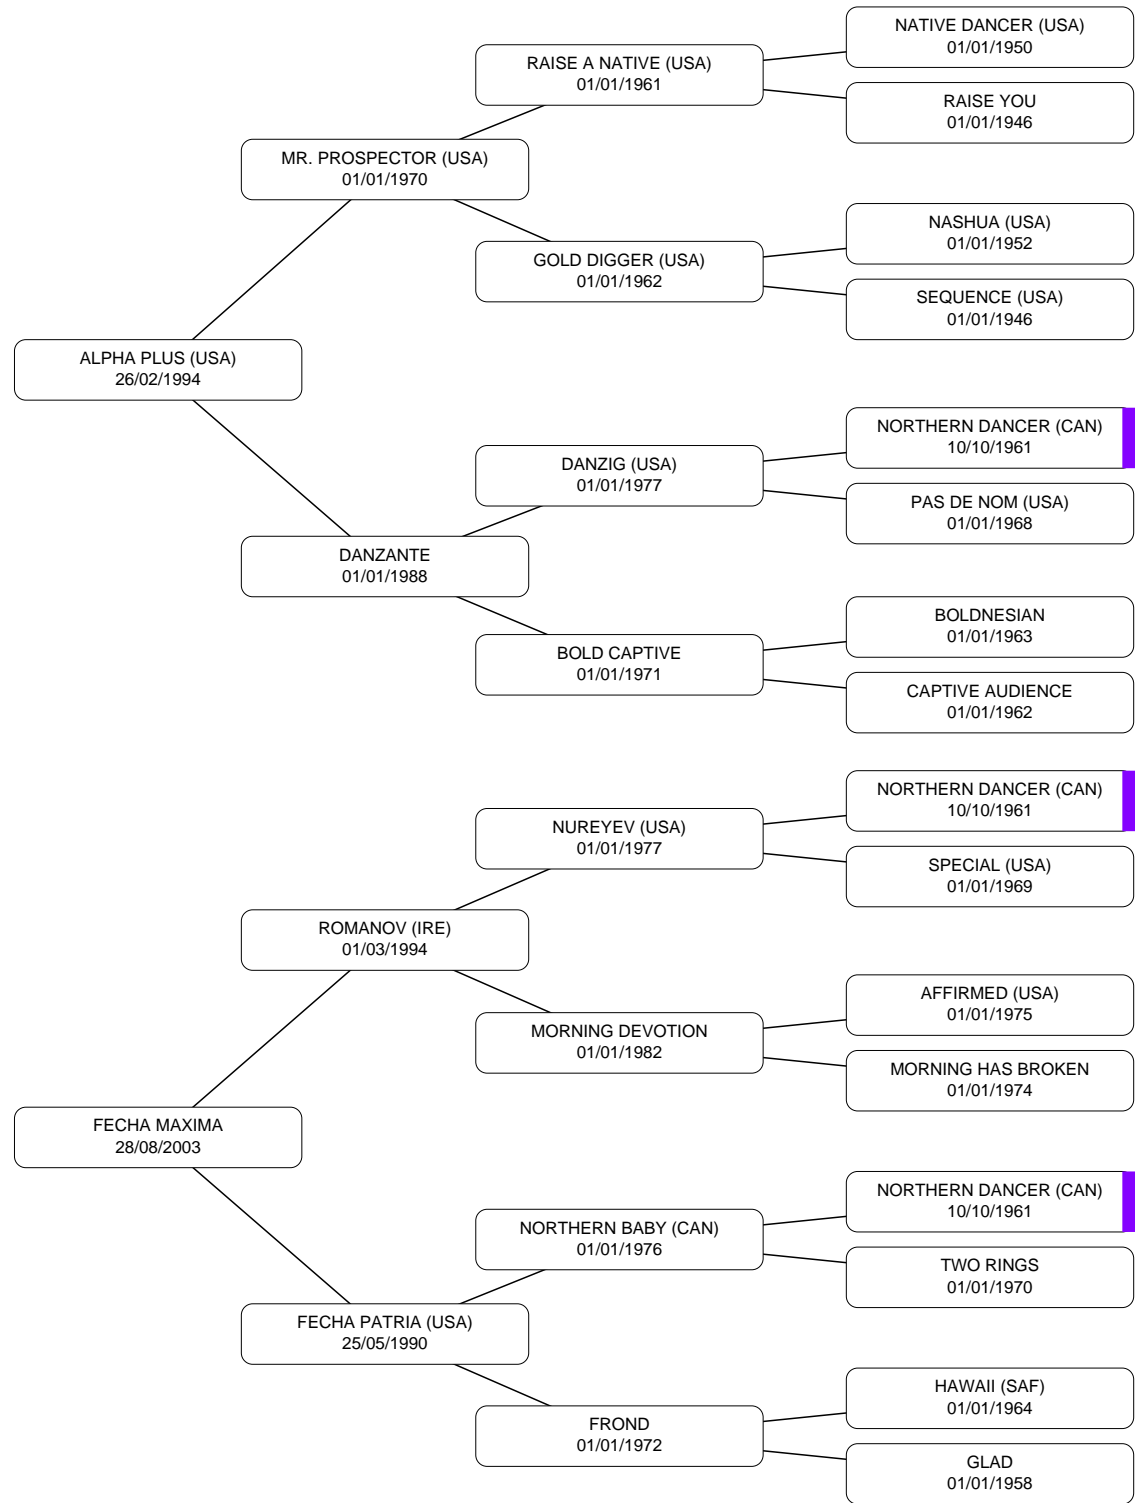 NATIVE DANCER (USA)
01/01/1950
RAISE A NATIVE (USA)
01/01/1961
RAISE YOU
01/01/1946
MR. PROSPECTOR (USA)
01/01/1970
NASHUA (USA)
01/01/1952
GOLD DIGGER (USA)
01/01/1962
SEQUENCE (USA)
01/01/1946
ALPHA PLUS (USA)
26/02/1994
NORTHERN DANCER (CAN)
10/10/1961
DANZIG (USA)
01/01/1977
PAS DE NOM (USA)
01/01/1968
DANZANTE
01/01/1988
BOLDNESIAN
01/01/1963
BOLD CAPTIVE
01/01/1971
CAPTIVE AUDIENCE
01/01/1962
NORTHERN DANCER (CAN)
10/10/1961
NUREYEV (USA)
01/01/1977
SPECIAL (USA)
01/01/1969
ROMANOV (IRE)
01/03/1994
AFFIRMED (USA)
01/01/1975
MORNING DEVOTION
01/01/1982
MORNING HAS BROKEN
01/01/1974
FECHA MAXIMA
28/08/2003
NORTHERN DANCER (CAN)
10/10/1961
NORTHERN BABY (CAN)
01/01/1976
TWO RINGS
01/01/1970
FECHA PATRIA (USA)
25/05/1990
HAWAII (SAF)
01/01/1964
FROND
01/01/1972
GLAD
01/01/1958